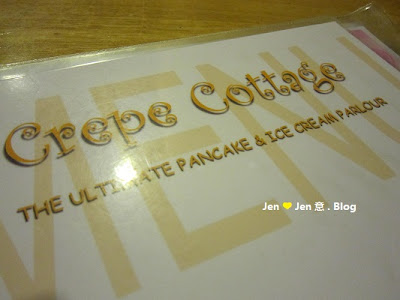 MENU
Crepe Cottage
THE ULTIMATE PANCAKE & ICE CREAM PARLOUR
Jen 💛 Jen 意 . Blog